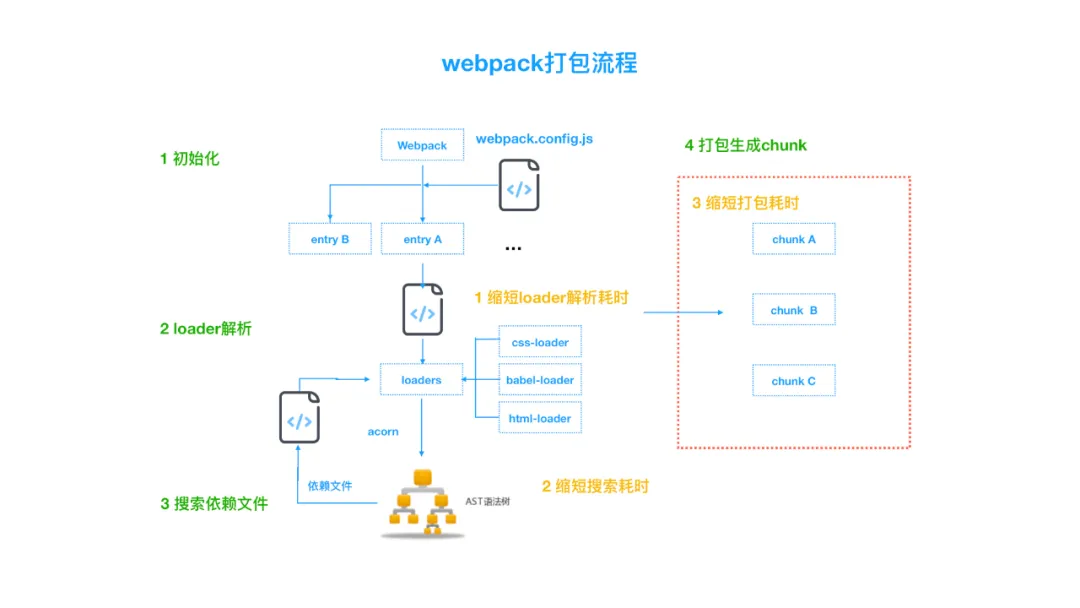 webpack打包流程
1 初始化
Webpack
webpack.config.js
4 打包生成chunk
3 缩短打包耗时
entry B
entry A
...
chunk A
1 缩短loader解析耗时
chunk B
2 loader解析
css-loader
loaders
babel-loader
chunk C
html-loader
acorn
依赖文件
2 缩短搜索耗时
3 搜索依赖文件
AST语法树